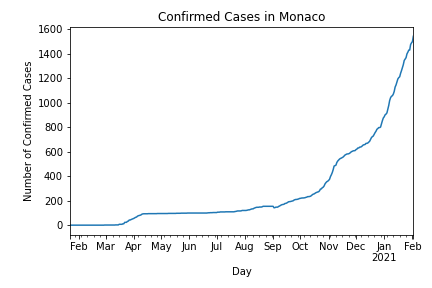 Confirmed Cases in Monaco
Number of Confirmed Cases
1600
1400
1200
1000
800
600
400
200
0
Feb Mar Apr May Jun Jul Aug Sep Oct Nov Dec Jan Feb
2021
Day